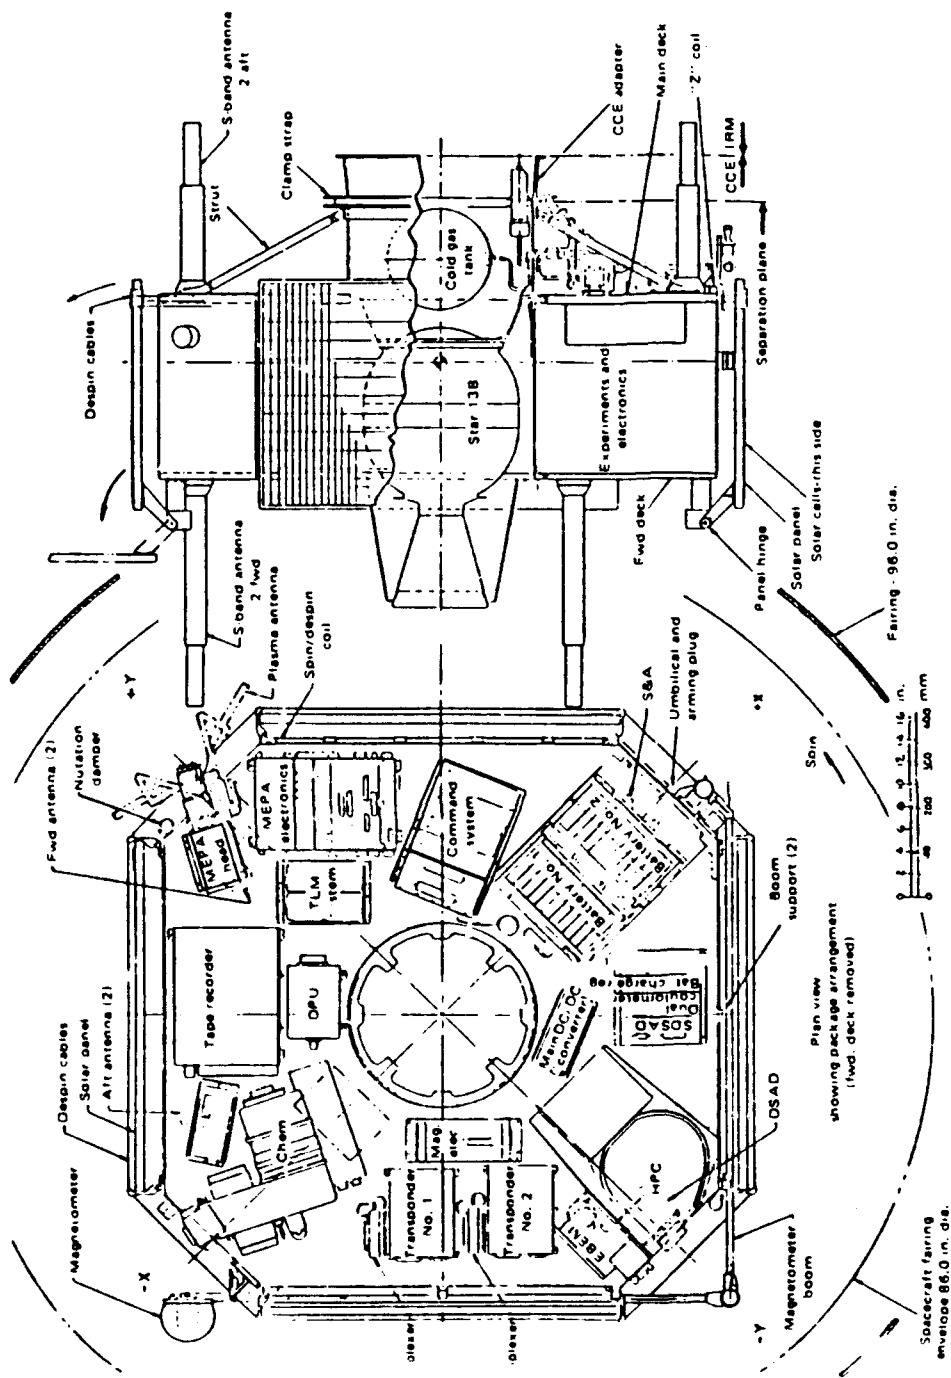 S-band antenna
2 aft
Strut
Clamp strap
CCE adapter
Main deck
"Z" coil
Despin cables
Cold gas
tank
CCE
IRM
Separation plane
Star 13B
Experiments and
electronics
Fwd deck
Solar cells-this side
Solar panel
Panel hinge
Fairing - 96.0 in. dia.
S-band antenna
2 fwd
Plasma antenna
Spin/despin
coil
Fwd antenna (2)
Nutation
damper
+Y
MEPA
head
MEPA
electronics
TLM
Command
system
S&A
Umbilical and
arming plug
+X
Spin
Battery No.
Battery No.
Despin cables
Solar panel
Aft antenna (2)
Tape recorder
DPU
Main DC/DC
converter
Bat charge reg
Dual
coulometer
SDSAD
Boom
support (2)
Magnetometer
-X
Chem
Mag.
elec
Transponder
No. 1
Transponder
No. 2
HPC
DSAD
-Y
Magnetometer
boom
Plan view
showing package arrangement
(fwd. deck removed)
Spacecraft fairing
envelope 86.0 in. dia.
in.
mm